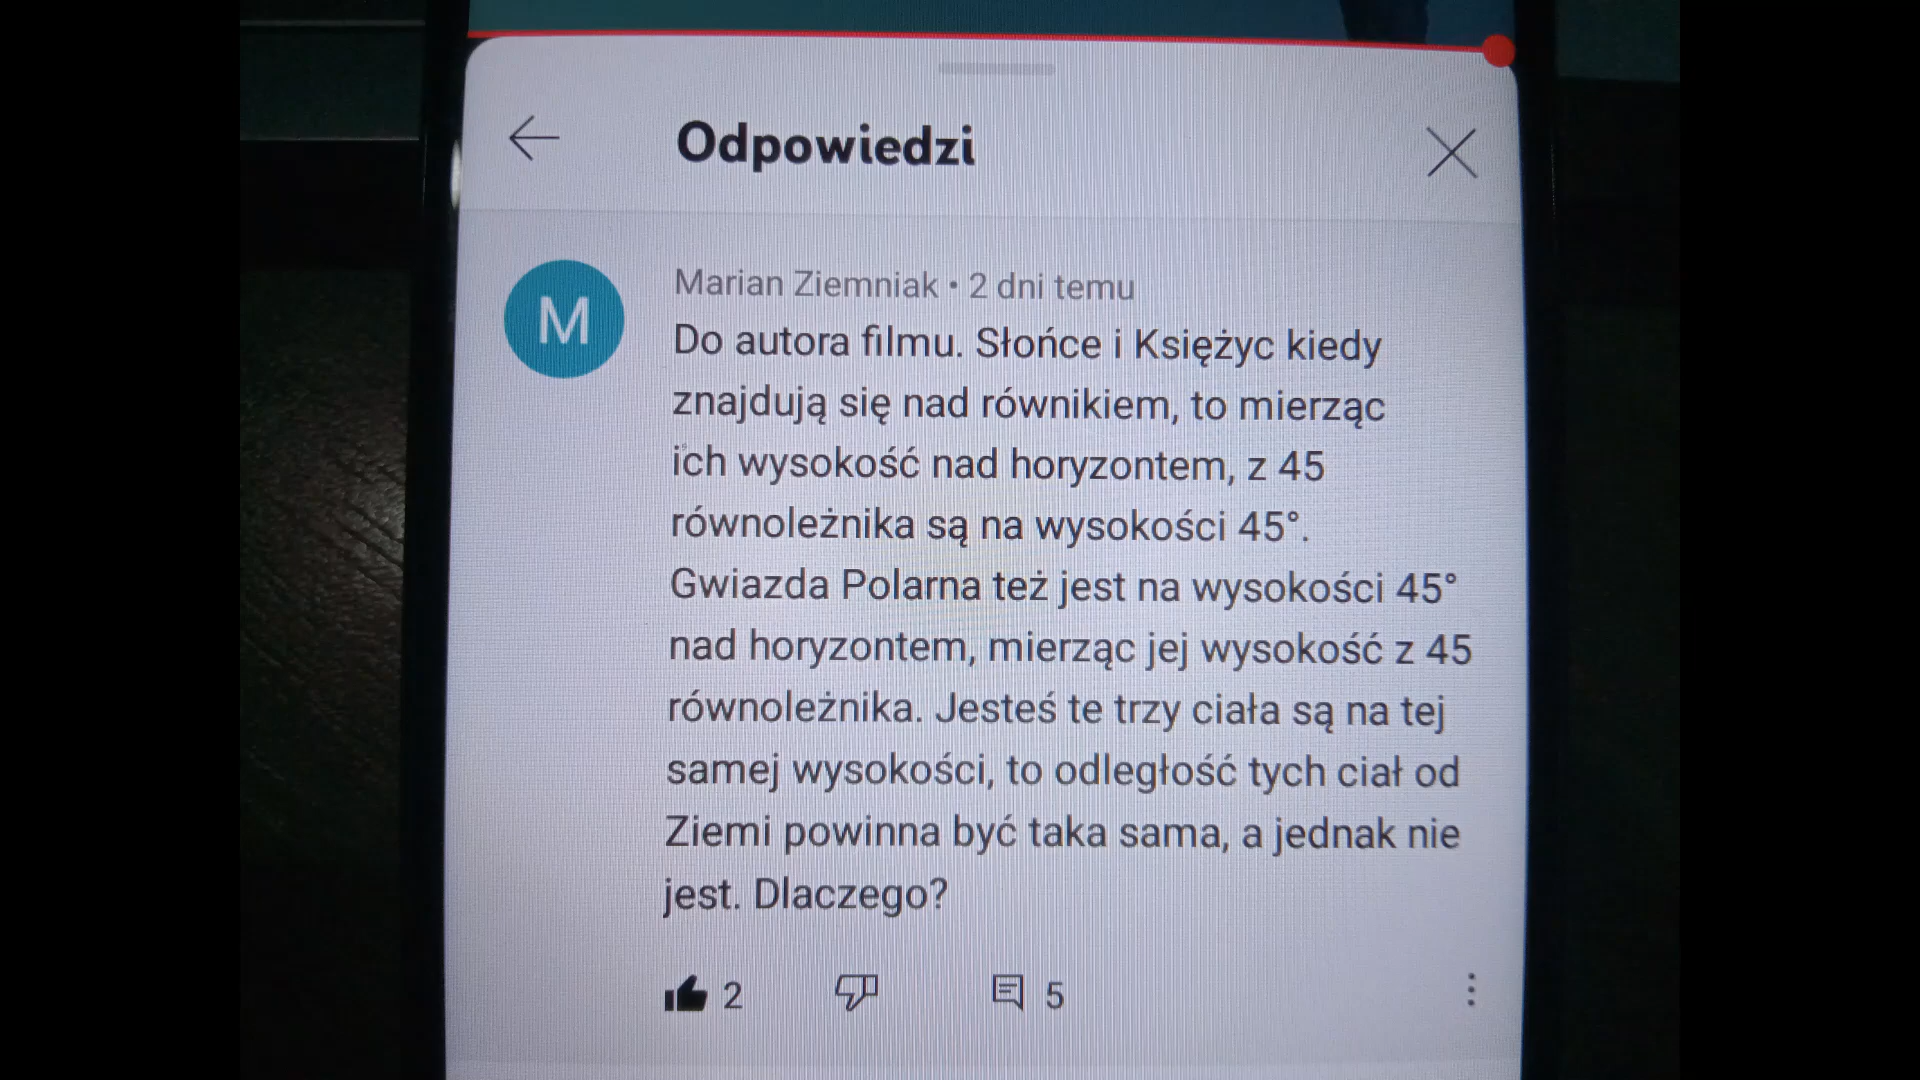 Odpowiedzi
M
Marian Ziemniak • 2 dni temu
Do autora filmu. Słońce i Księżyc kiedy
znajdują się nad równikiem, to mierząc
ich wysokość nad horyzontem, z 45
równoleżnika są na wysokości 45°.
Gwiazda Polarna też jest na wysokości 45°
nad horyzontem, mierząc jej wysokość z 45
równoleżnika. Jesteś te trzy ciała są na tej
samej wysokości, to odległość tych ciał od
Ziemi powinna być taka sama, a jednak nie
jest. Dlaczego?
2 5